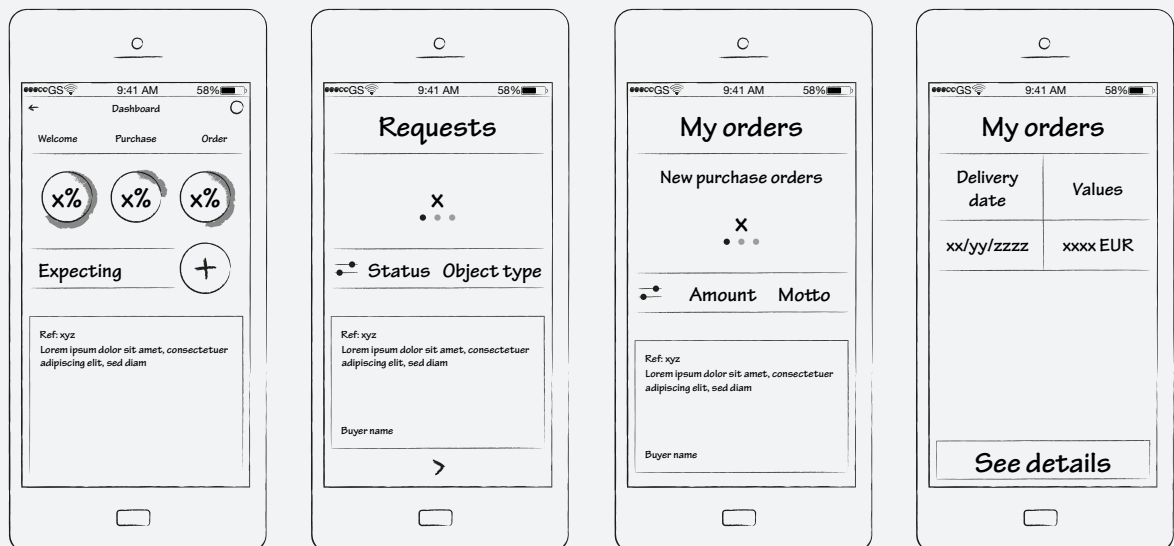 GS 9:41 AM 58%
Dashboard
Welcome Purchase Order
x% x% x%
Expecting +
Ref: xyz
Lorem ipsum dolor sit amet, consectetuer
adipiscing elit, sed diam
GS 9:41 AM 58%
Requests
x
Status Object type
Ref: xyz
Lorem ipsum dolor sit amet, consectetuer
adipiscing elit, sed diam
Buyer name
GS 9:41 AM 58%
My orders
New purchase orders
x
Amount Motto
Ref: xyz
Lorem ipsum dolor sit amet, consectetuer
adipiscing elit, sed diam
Buyer name
GS 9:41 AM 58%
My orders
Delivery
date
Values
xx/yy/zzzz xxxx EUR
See details